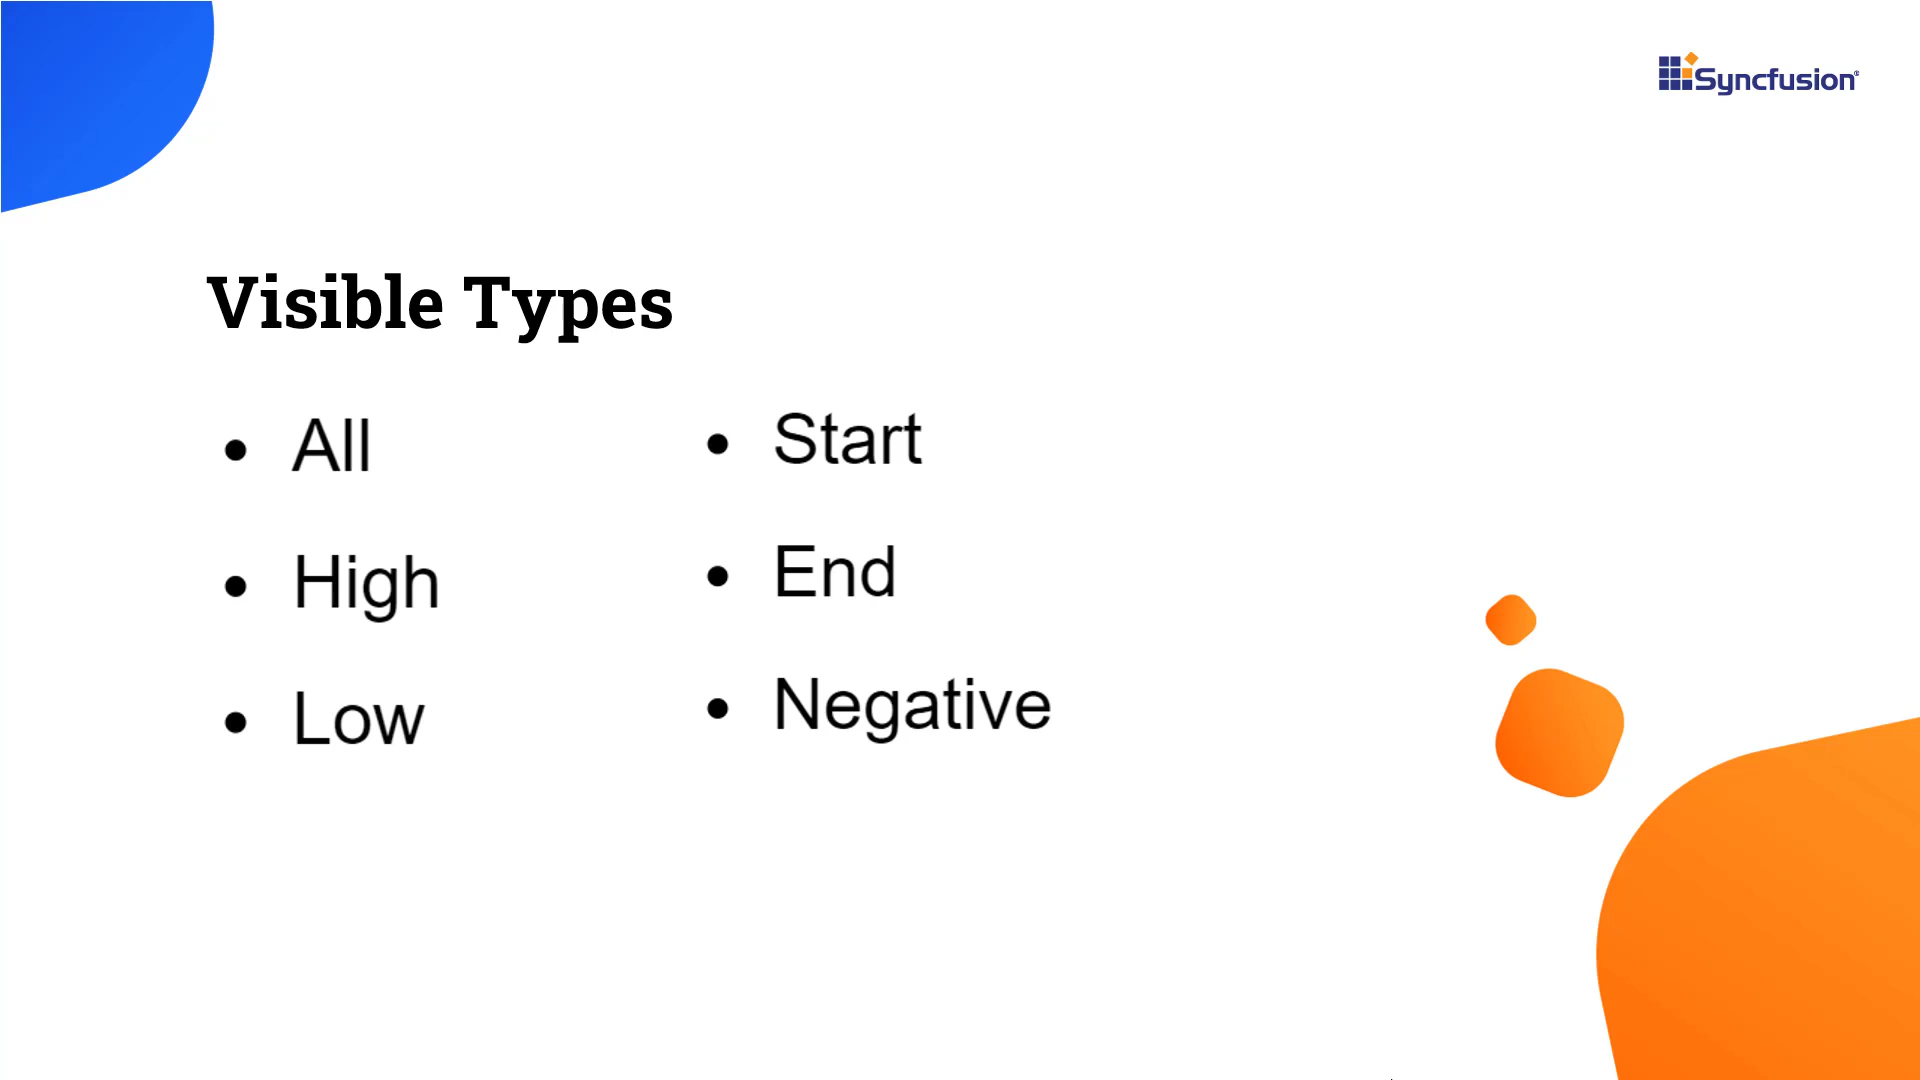 Syncfusion®
Visible Types
• All
• High
• Low
• Start
• End
• Negative